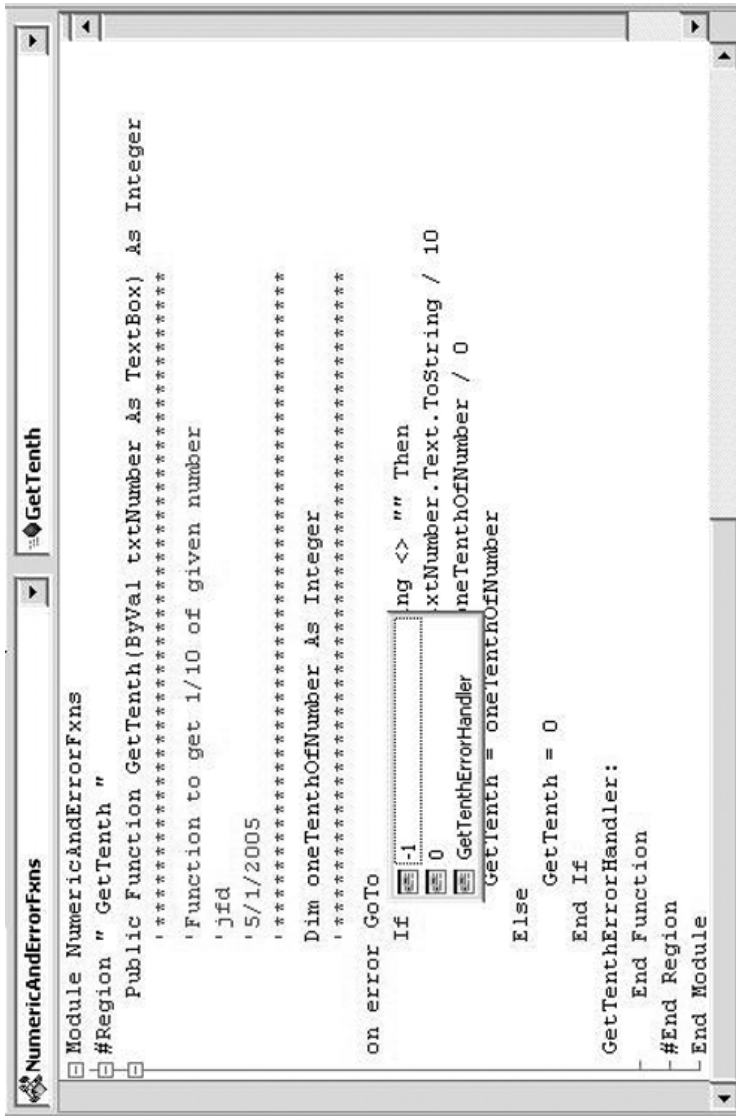 NumericAndErrorFxns
GetTenth
Module NumericAndErrorFxns
#Region " GetTenth "
Public Function GetTenth(ByVal txtNumber As TextBox) As Integer
'***********************************************
'Function to get 1/10 of given number
'jfd
'5/1/2005
'***********************************************
Dim oneTenthOfNumber As Integer
'***********************************************
on error GoTo
If ng <> "" Then
-1
xtNumber.Text.ToString / 10
0
neTenthOfNumber / 0
GetTenthErrorHandler
GetTenth = oneTenthOfNumber
Else
GetTenth = 0
End If
GetTenthErrorHandler:
End Function
#End Region
End Module